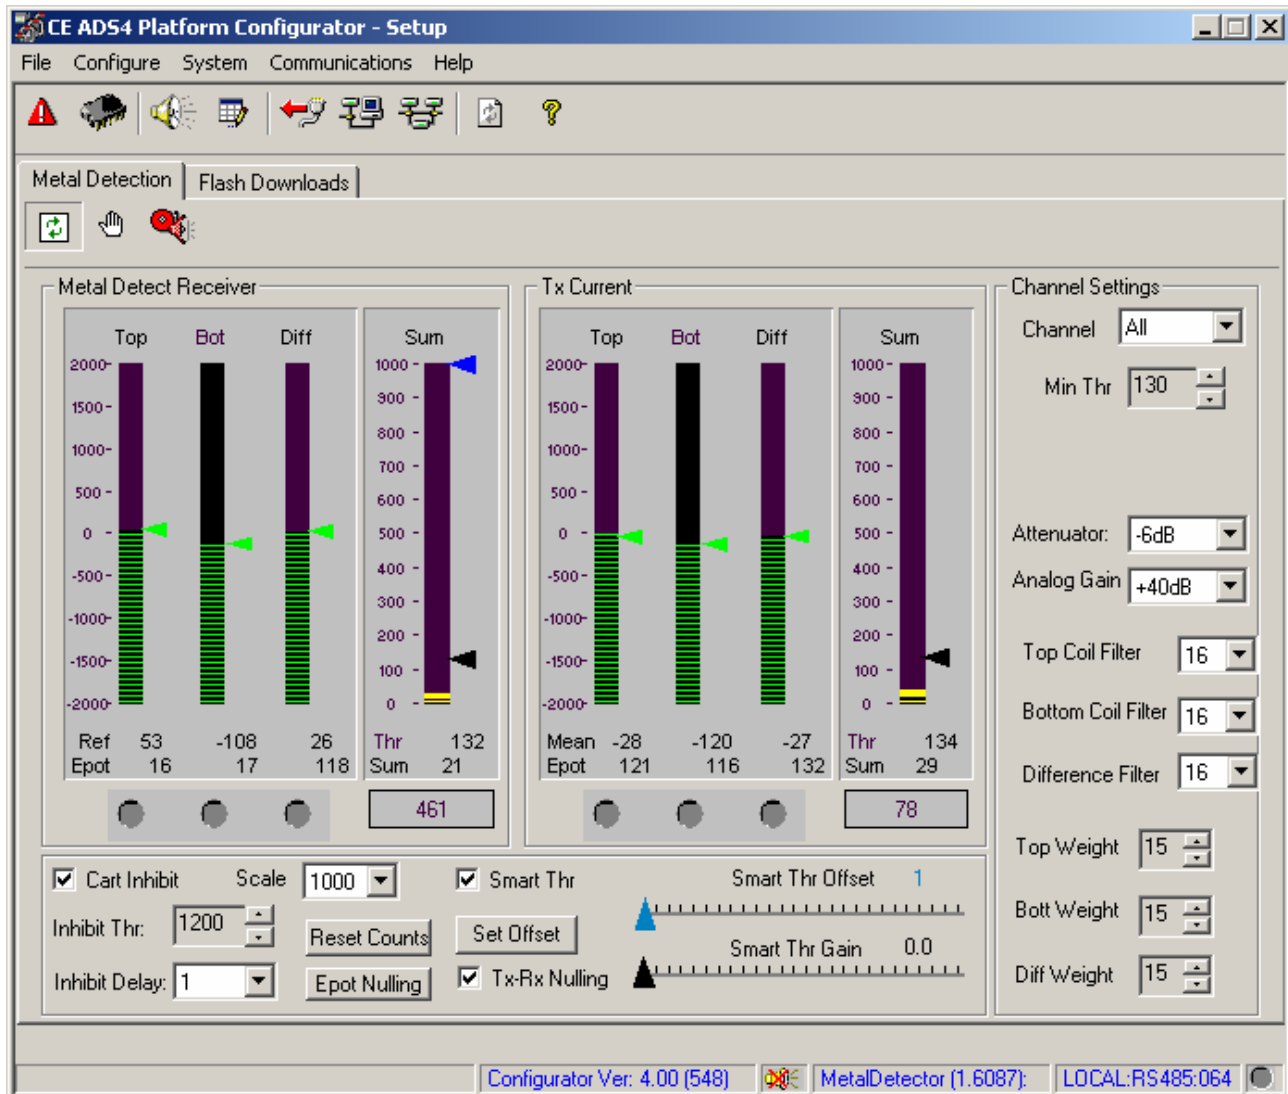 CE ADS4 Platform Configurator - Setup
File Configure System Communications Help
Metal Detection Flash Downloads
Metal Detect Receiver
Top Bot Diff Sum
2000
1500
1000
500
0
-500
-1000
-1500
-2000
1000
900
800
700
600
500
400
300
200
100
0
Ref 53 -108 26 Thr 132
Epot 16 17 118 Sum 21
461
Tx Current
Top Bot Diff Sum
2000
1500
1000
500
0
-500
-1000
-1500
-2000
1000
900
800
700
600
500
400
300
200
100
0
Mean -28 -120 -27 Thr 134
Epot 121 116 132 Sum 29
78
Channel Settings
Channel All
Min Thr 130
Attenuator: -6dB
Analog Gain +40dB
Top Coil Filter 16
Bottom Coil Filter 16
Difference Filter 16
Top Weight 15
Bott Weight 15
Diff Weight 15
Cart Inhibit Scale 1000 Smart Thr Smart Thr Offset 1
Inhibit Thr: 1200 Reset Counts Set Offset Smart Thr Gain 0.0
Inhibit Delay: 1 Epot Nulling Tx-Rx Nulling
Configurator Ver: 4.00 (548) MetalDetector (1.6087): LOCAL:RS485:064